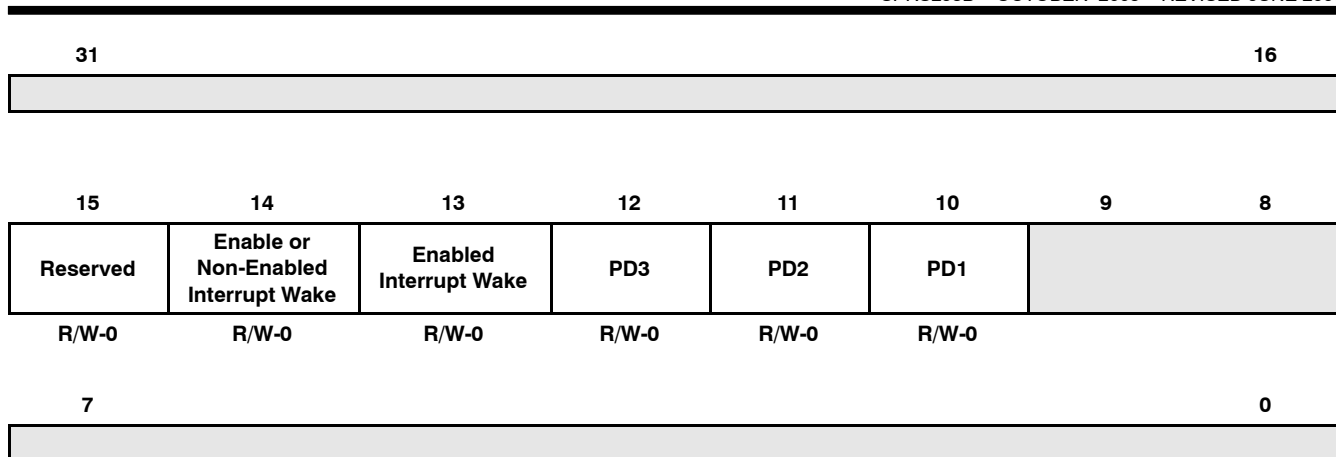 31 16
15 14 13 12 11 10 9 8
Reserved
Enable or
Non-Enabled
Interrupt Wake
Enabled
Interrupt Wake
PD3
PD2
PD1
R/W-0 R/W-0 R/W-0 R/W-0 R/W-0 R/W-0
7 0